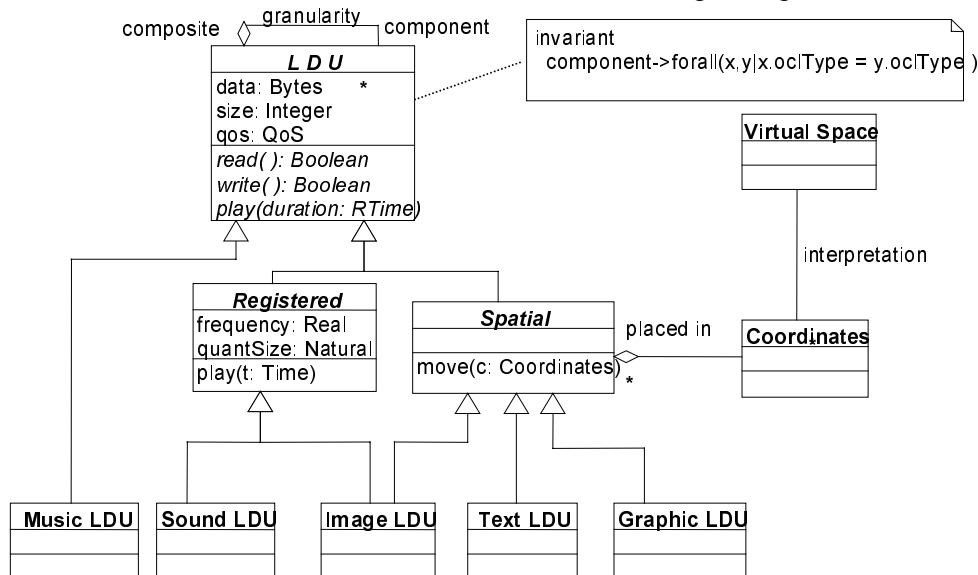 granularity
composite
component
LDU
data: Bytes *
size: Integer
qos: QoS
read( ): Boolean
write( ): Boolean
play(duration: RTime)
invariant
component->forall(x,y|x.oclType = y.oclType )
Virtual Space
interpretation
Registered
frequency: Real
quantSize: Natural
play(t: Time)
Spatial
move(c: Coordinates)
placed in
*
Coordinates
*
Music LDU
Sound LDU
Image LDU
Text LDU
Graphic LDU